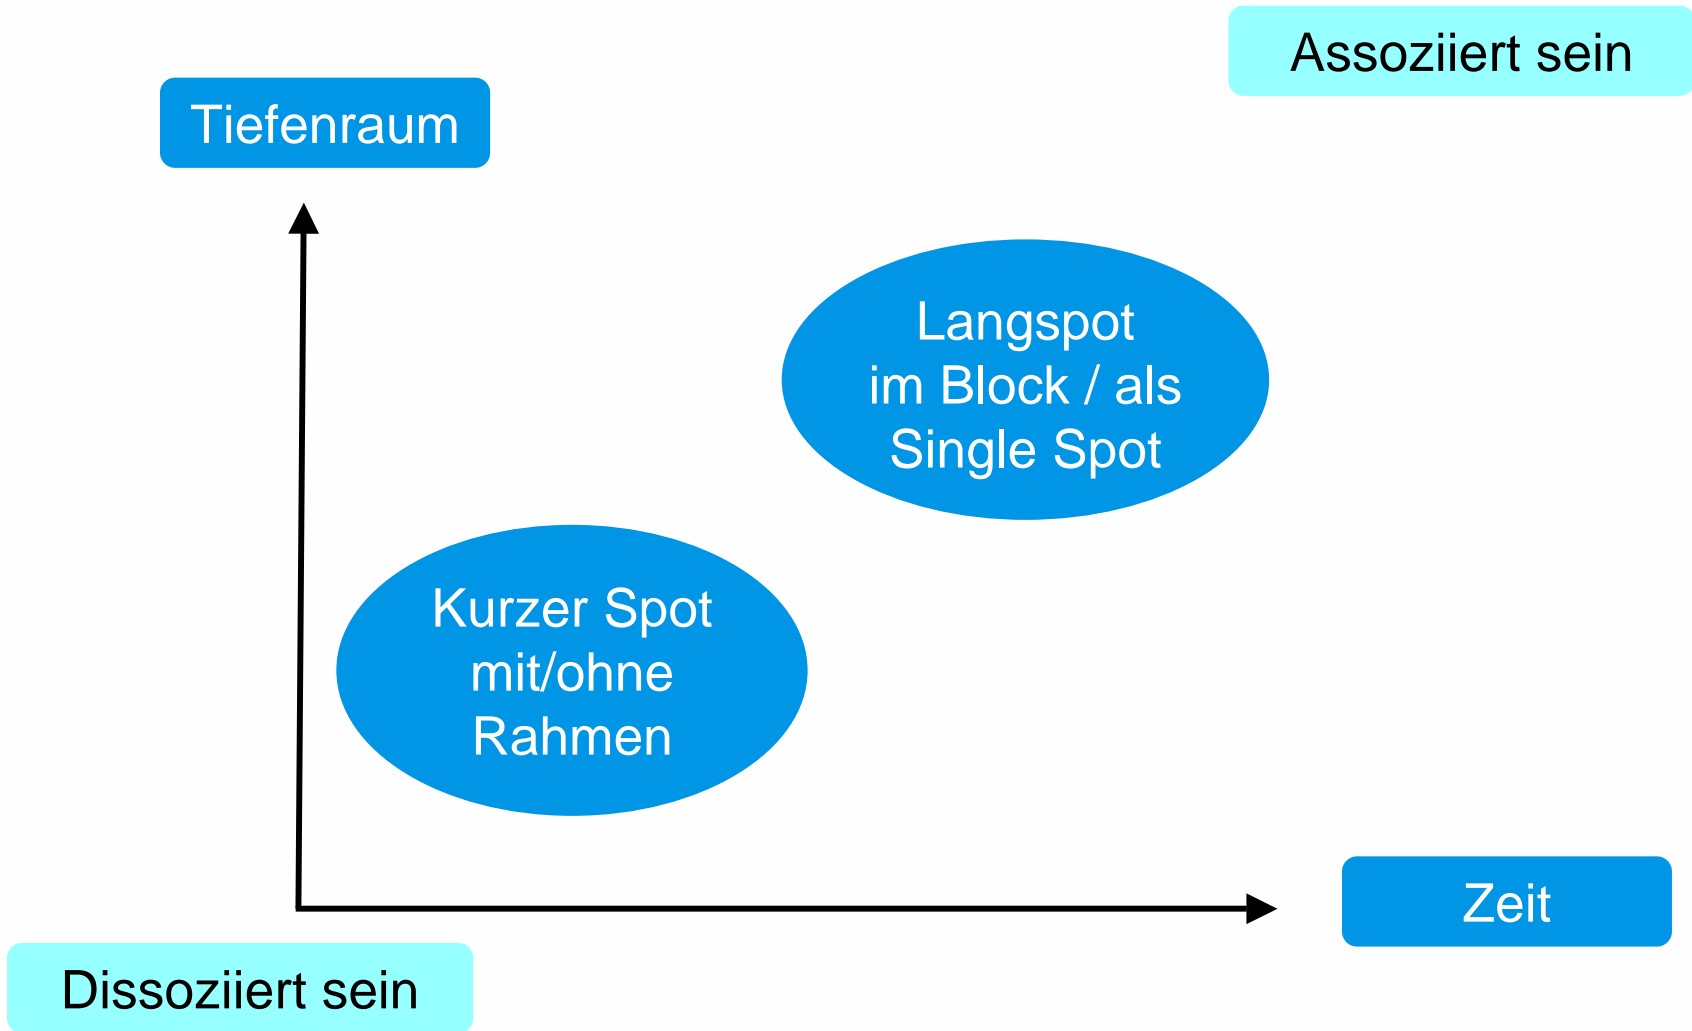 Assoziiert sein
Tiefenraum
Langspot
im Block / als
Single Spot
Kurzer Spot
mit/ohne
Rahmen
Zeit
Dissoziiert sein